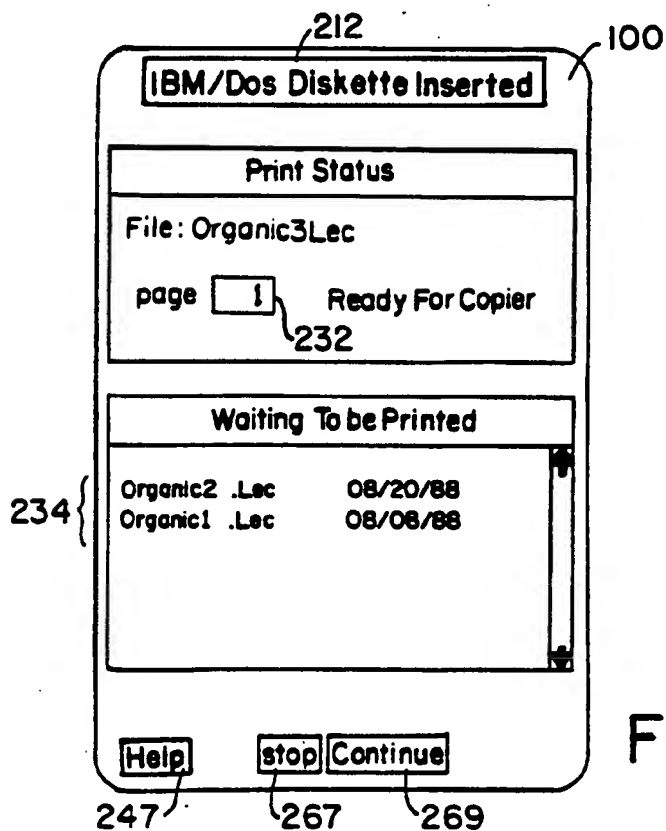 212
100
IBM/Dos Diskette Inserted
Print Status
File: Organic3Lec
page 1 Ready For Copier
232
Waiting To be Printed
Organic2 .Lec 08/20/88
234
Organic1 .Lec 08/08/88
Help stop Continue
F
247 267 269